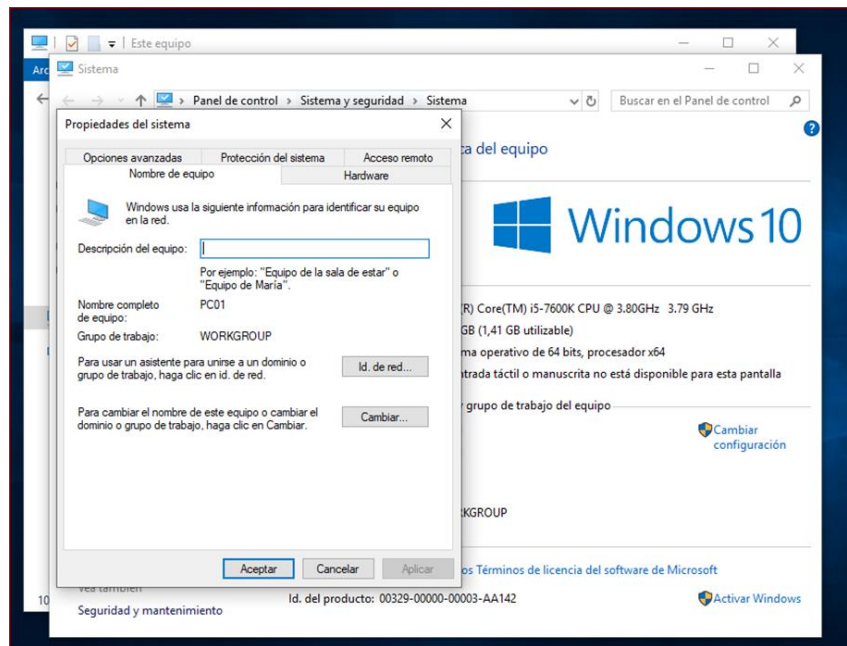 Este equipo
Arc
Sistema
Panel de control › Sistema y seguridad › Sistema
Buscar en el Panel de control
Propiedades del sistema
ca del equipo
Opciones avanzadas Protección del sistema Acceso remoto
Nombre de equipo Hardware
Windows usa la siguiente información para identificar su equipo
en la red.
Windows 10
Descripción del equipo:
Por ejemplo: "Equipo de la sala de estar" o
"Equipo de María".
Nombre completo
de equipo:
PC01
(R) Core(TM) i5-7600K CPU @ 3.80GHz 3.79 GHz
Grupo de trabajo: WORKGROUP
GB (1,41 GB utilizable)
ma operativo de 64 bits, procesador x64
Para usar un asistente para unirse a un dominio o
grupo de trabajo, haga clic en id. de red.
Id. de red...
ntrada táctil o manuscrita no está disponible para esta pantalla
y grupo de trabajo del equipo
Para cambiar el nombre de este equipo o cambiar el
dominio o grupo de trabajo, haga clic en Cambiar.
Cambiar...
Cambiar
configuración
KGROUP
Aceptar Cancelar Aplicar
os Términos de licencia del software de Microsoft
Vea también
10
Id. del producto: 00329-00000-00003-AA142
Activar Windows
Seguridad y mantenimiento